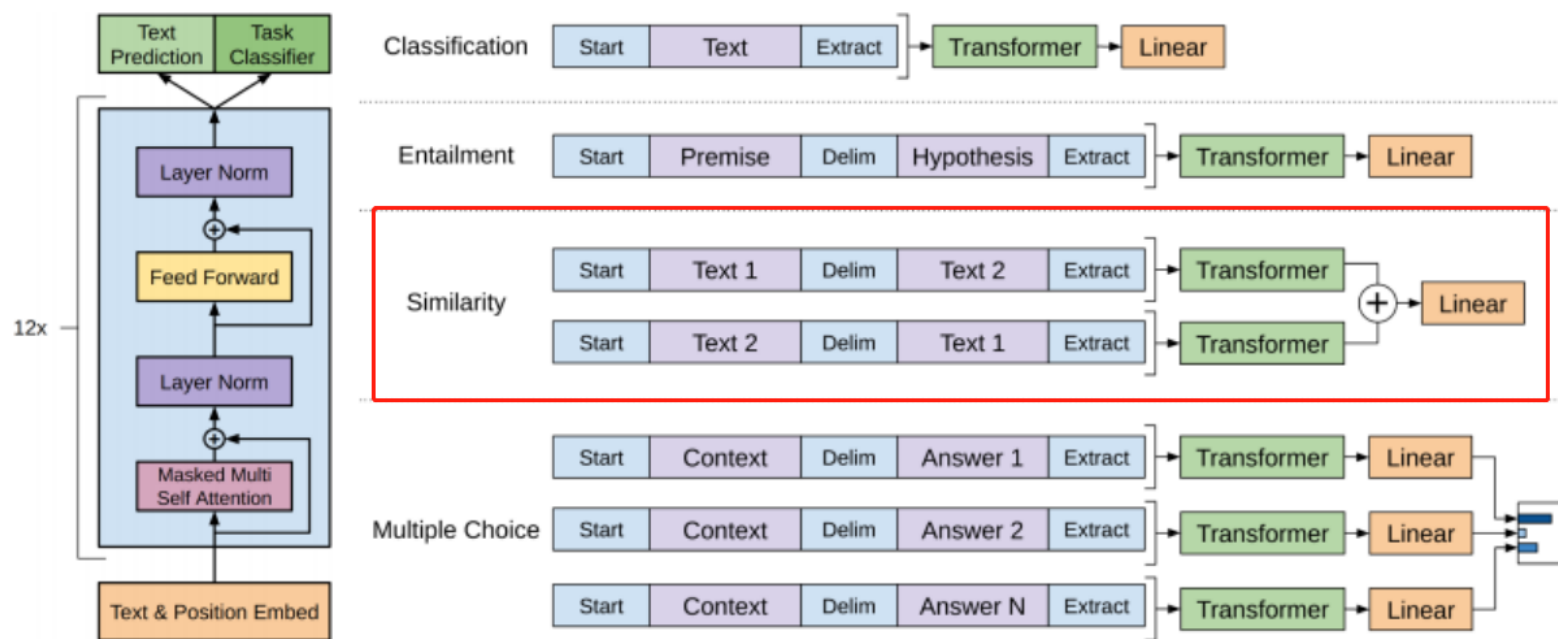 Text
Prediction
Task
Classifier
Layer Norm
Feed Forward
12x
Layer Norm
Masked Multi
Self Attention
Text & Position Embed
Classification
Start Text Extract Transformer Linear
Entailment
Start Premise Delim Hypothesis Extract Transformer Linear
Similarity
Start Text 1 Delim Text 2 Extract Transformer
+ Linear
Start Text 2 Delim Text 1 Extract Transformer
Multiple Choice
Start Context Delim Answer 1 Extract Transformer Linear
Start Context Delim Answer 2 Extract Transformer Linear
Start Context Delim Answer N Extract Transformer Linear